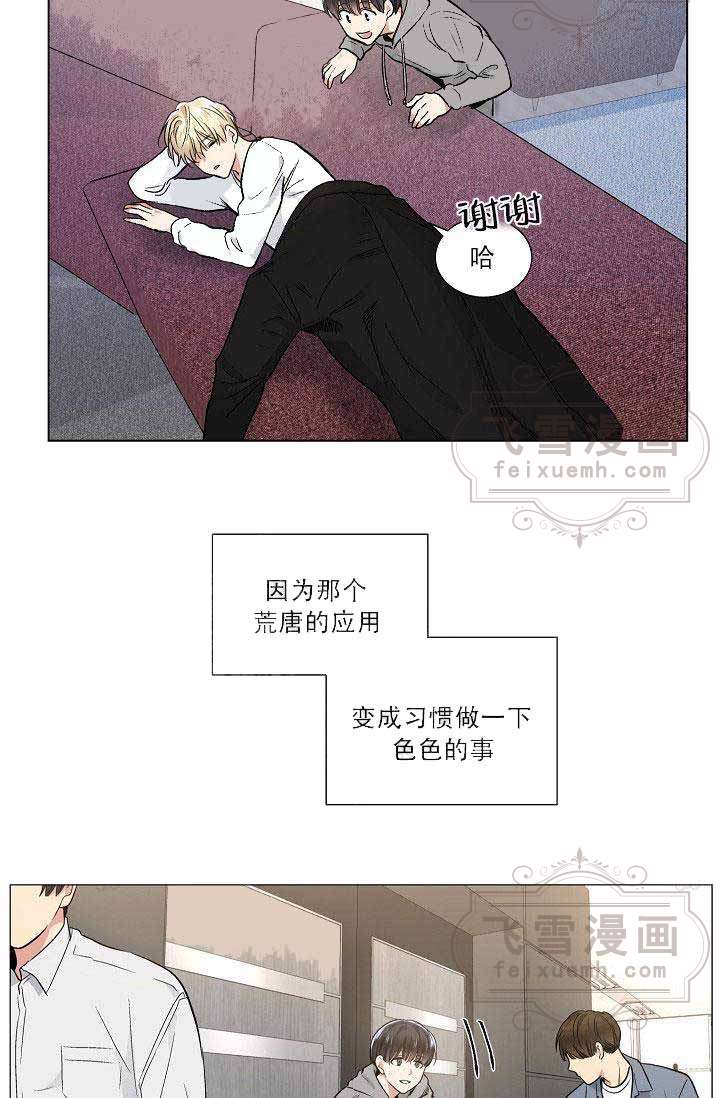 谢谢
哈
飞雪漫画
feixuemh.com
因为那个
荒唐的应用
变成习惯做一下
色色的事
飞雪漫画
feixuemh.com